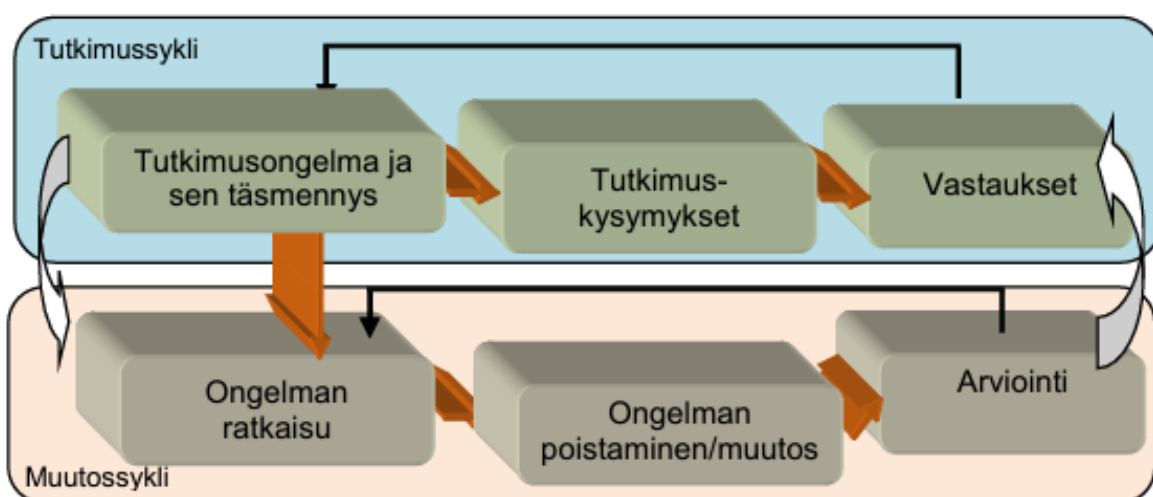 Tutkimussykli
Tutkimusongelma ja
sen täsmennys
Tutkimus-
kysymykset
Vastaukset
Ongelman
ratkaisu
Ongelman
poistaminen/muutos
Arviointi
Muutossykli